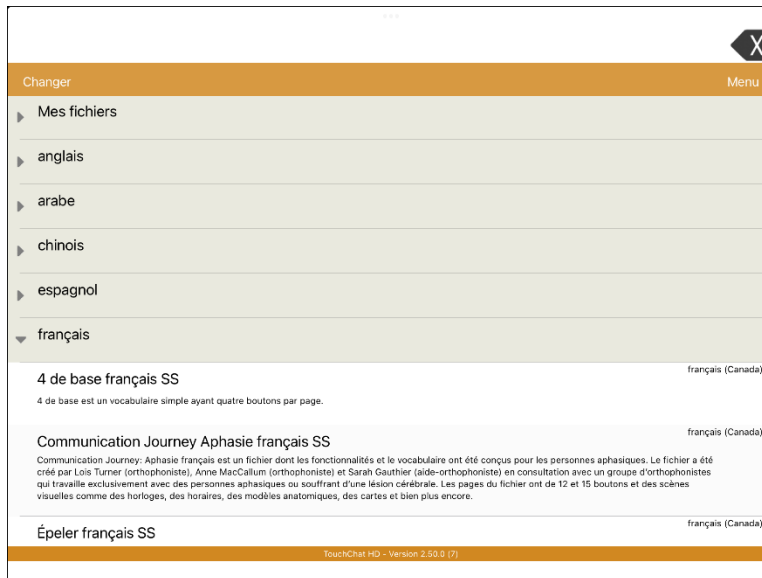 X
Changer Menu
Mes fichiers
anglais
arabe
chinois
espagnol
français
français (Canada)
4 de base français SS
4 de base est un vocabulaire simple ayant quatre boutons par page.
français (Canada)
Communication Journey Aphasie français SS
Communication Journey: Aphasie français est un fichier dont les fonctionnalités et le vocabulaire ont été conçus pour les personnes aphasiques. Le fichier a été
créé par Lois Turner (orthophoniste), Anne MacCallum (orthophoniste) et Sarah Gauthier (aide-orthophoniste) en consultation avec un groupe d'orthophonistes
qui travaille exclusivement avec des personnes aphasiques ou souffrant d'une lésion cérébrale. Les pages du fichier ont de 12 et 15 boutons et des scènes
visuelles comme des horloges, des horaires, des modèles anatomiques, des cartes et bien plus encore.
français (Canada)
Épeler français SS
TouchChat HD - Version 2.50.0 (7)